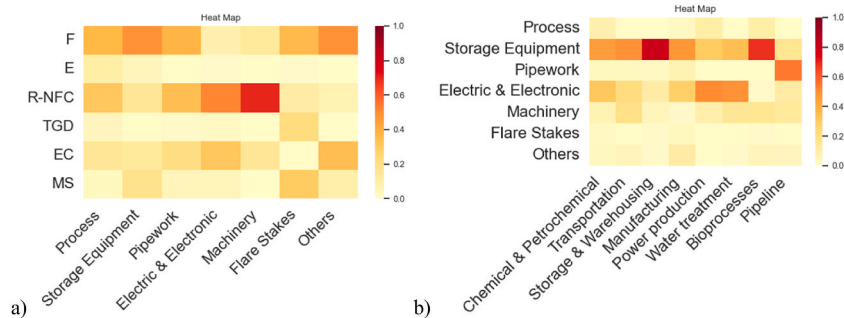 Heat Map
F
E
R-NFC
TGD
EC
MS
Process
Storage Equipment
Pipework
Electric & Electronic
Machinery
Flare Stakes
Others
1.0
0.8
0.6
0.4
0.2
0.0
a)
Heat Map
Process
Storage Equipment
Pipework
Electric & Electronic
Machinery
Flare Stakes
Others
Chemical & Petrochemical
Transportation
Storage & Warehousing
Manufacturing
Power production
Water treatment
Bioprocesses
Pipeline
1.0
0.8
0.6
0.4
0.2
0.0
b)